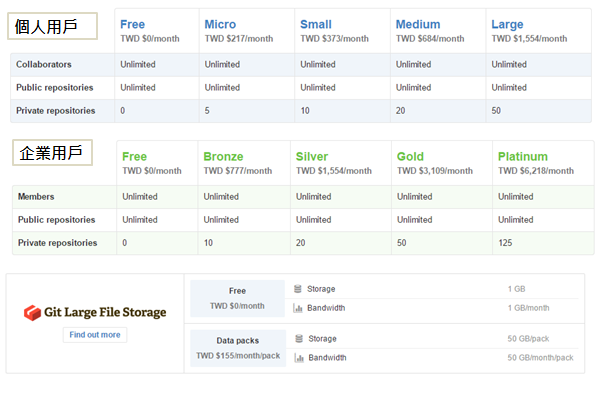 個人用戶
Free Micro Small Medium Large
TWD $0/month TWD $217/month TWD $373/month TWD $684/month TWD $1,554/month
Collaborators Unlimited Unlimited Unlimited Unlimited Unlimited
Public repositories Unlimited Unlimited Unlimited Unlimited Unlimited
Private repositories 0 5 10 20 50
企業用戶
Free Bronze Silver Gold Platinum
TWD $0/month TWD $777/month TWD $1,554/month TWD $3,109/month TWD $6,218/month
Members Unlimited Unlimited Unlimited Unlimited Unlimited
Public repositories Unlimited Unlimited Unlimited Unlimited Unlimited
Private repositories 0 10 20 50 125
Git Large File Storage
Find out more
Free
TWD $0/month
Storage 1 GB
Bandwidth 1 GB/month
Data packs
TWD $155/month/pack
Storage 50 GB/pack
Bandwidth 50 GB/month/pack